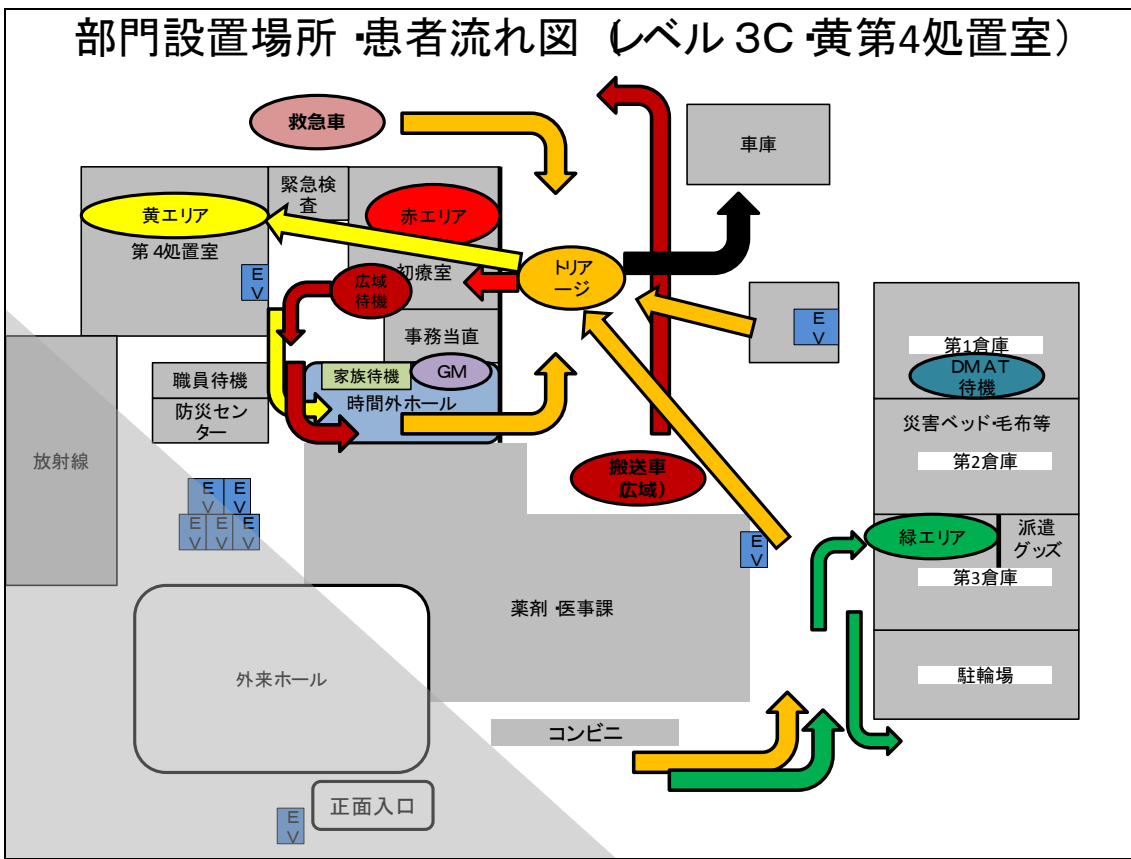 部門設置場所・患者流れ図（レベル3C・黄第4処置室）
救急車
車庫
緊急検
査
黄エリア
赤エリア
第4処置室
初療室
トリア
ージ
EV
広域
待機
EV
事務当直
第1倉庫
DMAT
待機
職員待機
家族待機
GM
時間外ホール
防災セン
ター
災害ベッド・毛布等
第2倉庫
放射線
搬送車
広域）
EV
EV
EV
EV
EV
EV
緑エリア
派遣
グッズ
第3倉庫
薬剤・医事課
外来ホール
駐輪場
コンビニ
正面入口
EV